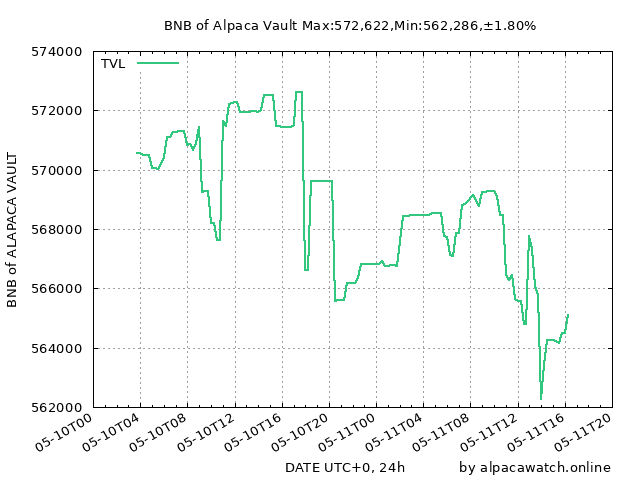 BNB of Alpaca Vault Max:572,622,Min:562,286,±1.80%
574000
TVL
572000
570000
568000
566000
564000
562000
BNB of ALAPACA VAULT
05-10T00
05-10T04
05-10T08
05-10T12
05-10T16
05-10T20
05-11T00
05-11T04
05-11T08
05-11T12
05-11T16
05-11T20
DATE UTC+0, 24h
by alpacawatch.online